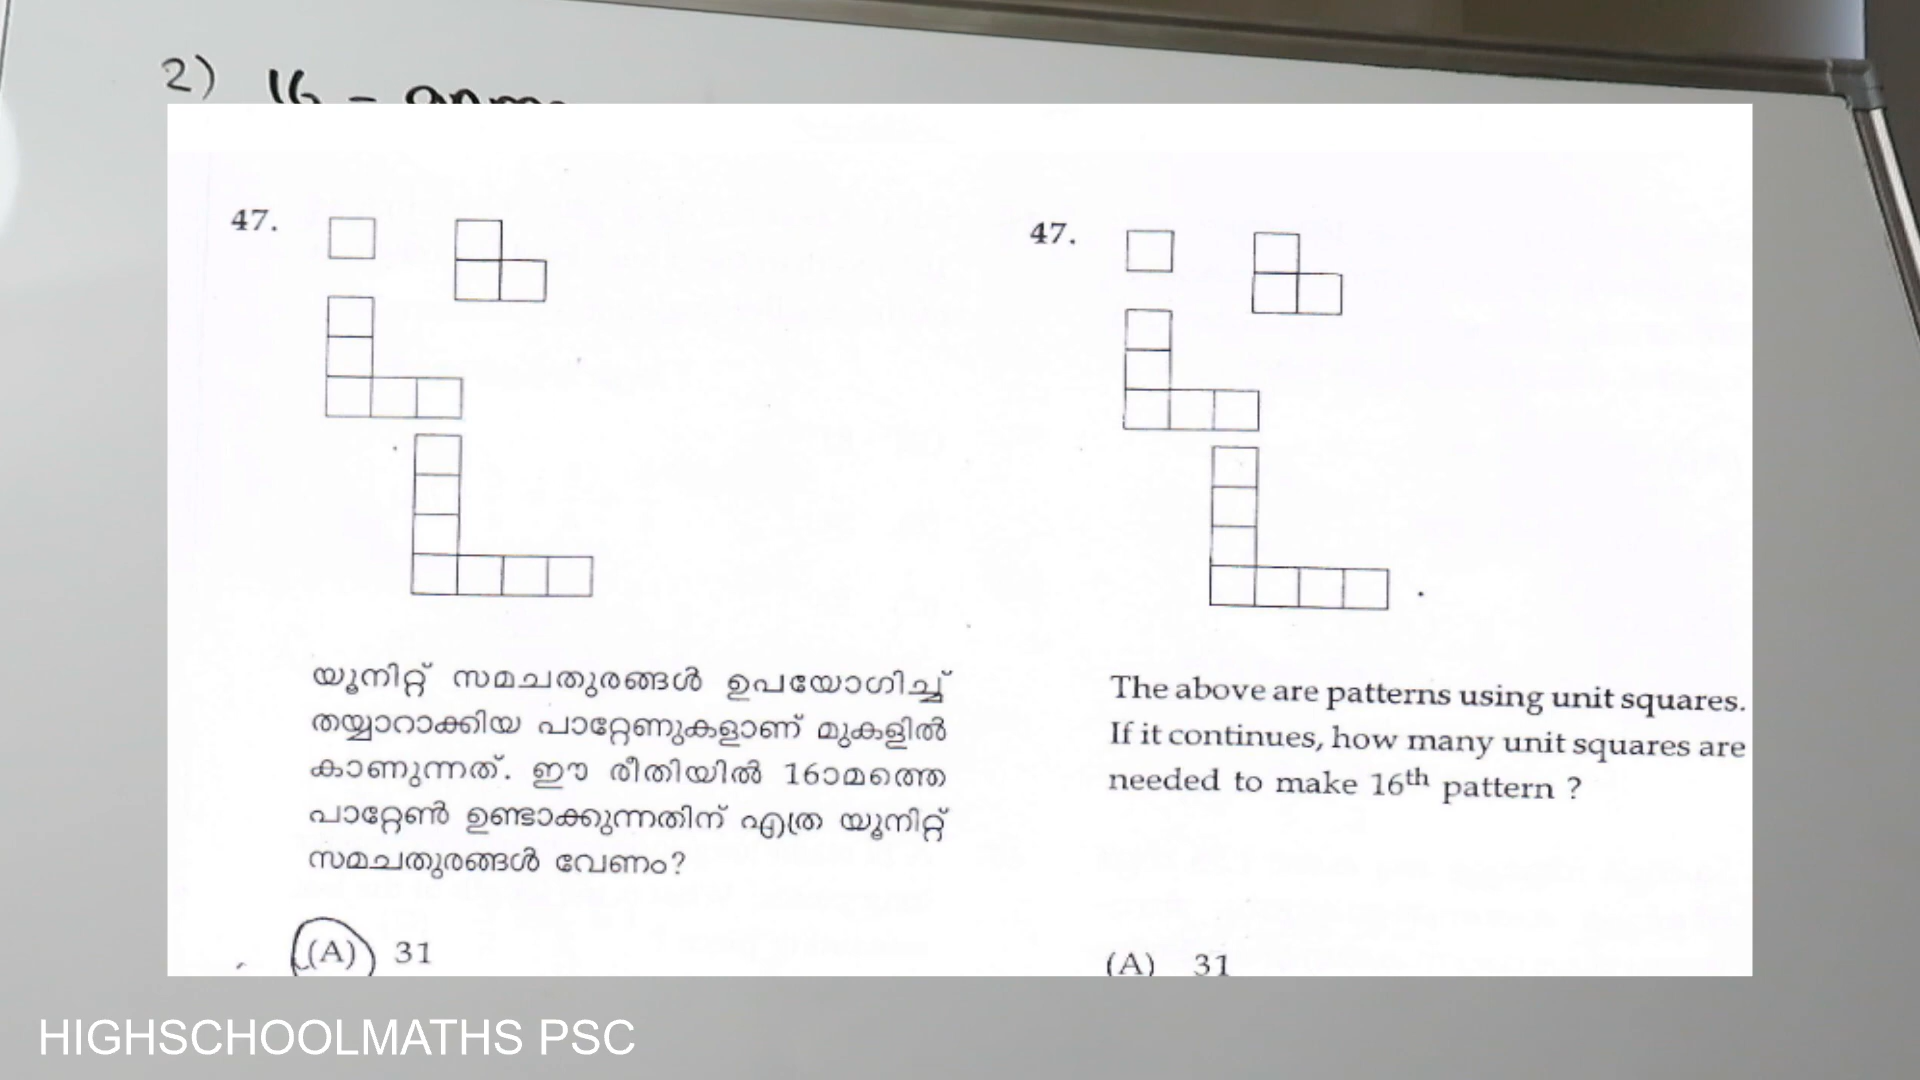 2) 16 -
47.
യൂനിറ്റ് സമചതുരങ്ങൾ ഉപയോഗിച്ച്
തയ്യാറാക്കിയ പാറ്റേണുകളാണ് മുകളിൽ
കാണുന്നത്. ഈ രീതിയിൽ 16ാമത്തെ
പാറ്റേൺ ഉണ്ടാക്കുന്നതിന് എത്ര യൂനിറ്റ്
സമചതുരങ്ങൾ വേണം?
(A) 31
47.
The above are patterns using unit squares.
If it continues, how many unit squares are
needed to make 16th pattern ?
(A) 31
HIGHSCHOOLMATHS PSC